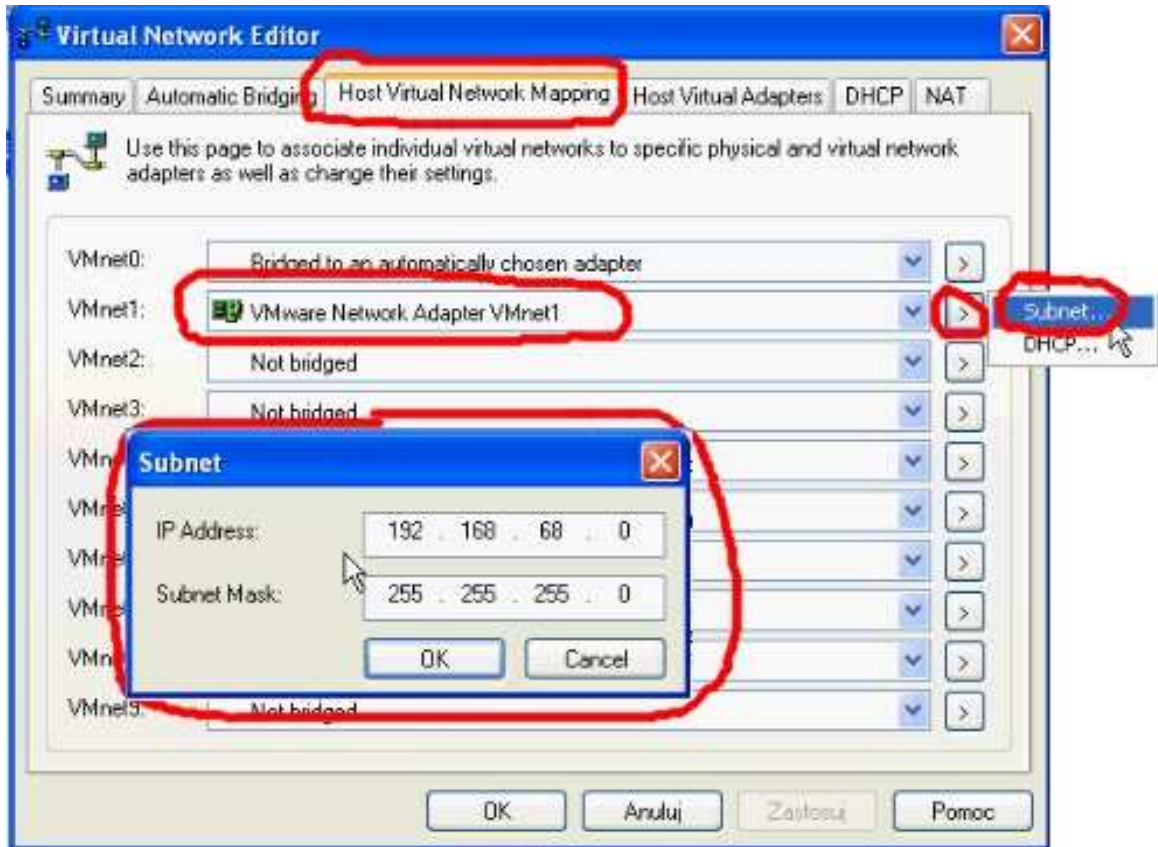 Virtual Network Editor
Summary Automatic Bridging Host Virtual Network Mapping Host Virtual Adapters DHCP NAT
Use this page to associate individual virtual networks to specific physical and virtual network
adapters as well as change their settings.
VMnet0: Bridged to an automatically chosen adapter >
VMnet1: VMware Network Adapter VMnet1 > Subnet...
DHCP...
VMnet2: Not bridged >
VMnet3: Not bridged >
Subnet
IP Address: 192 . 168 . 68 . 0
Subnet Mask: 255 . 255 . 255 . 0
OK Cancel
VMnet9: Not bridged >
OK Anuluj Zastosuj Pomoc